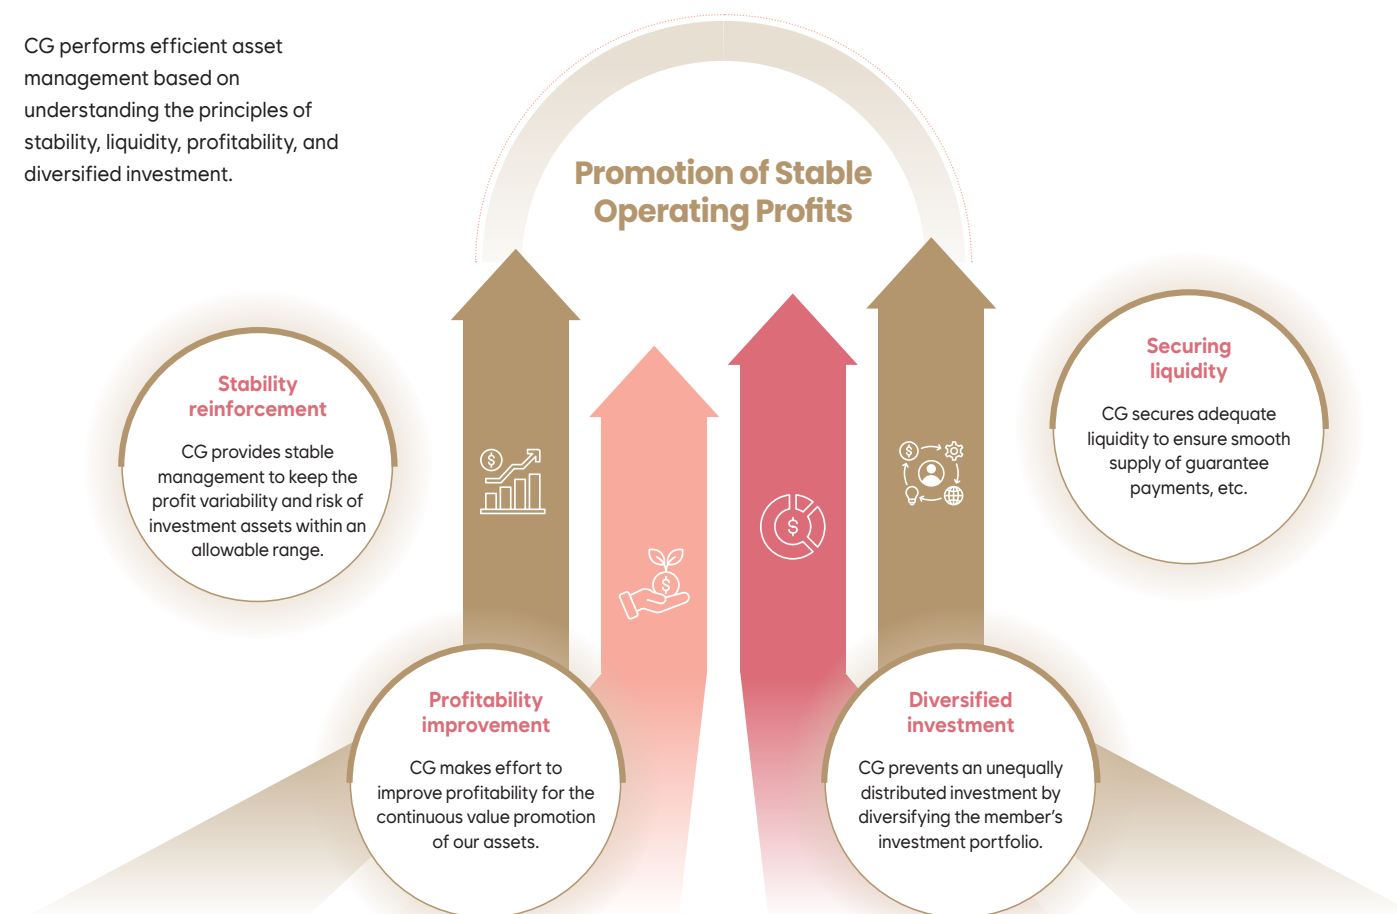 CG performs efficient asset
management based on
understanding the principles of
stability, liquidity, profitability, and
diversified investment.
Promotion of Stable
Operating Profits
Stability
reinforcement
CG provides stable
management to keep the
profit variability and risk of
investment assets within an
allowable range.
Securing
liquidity
CG secures adequate
liquidity to ensure smooth
supply of guarantee
payments, etc.
Profitability
improvement
CG makes effort to
improve profitability for the
continuous value promotion
of our assets.
Diversified
investment
CG prevents an unequally
distributed investment by
diversifying the member’s
investment portfolio.